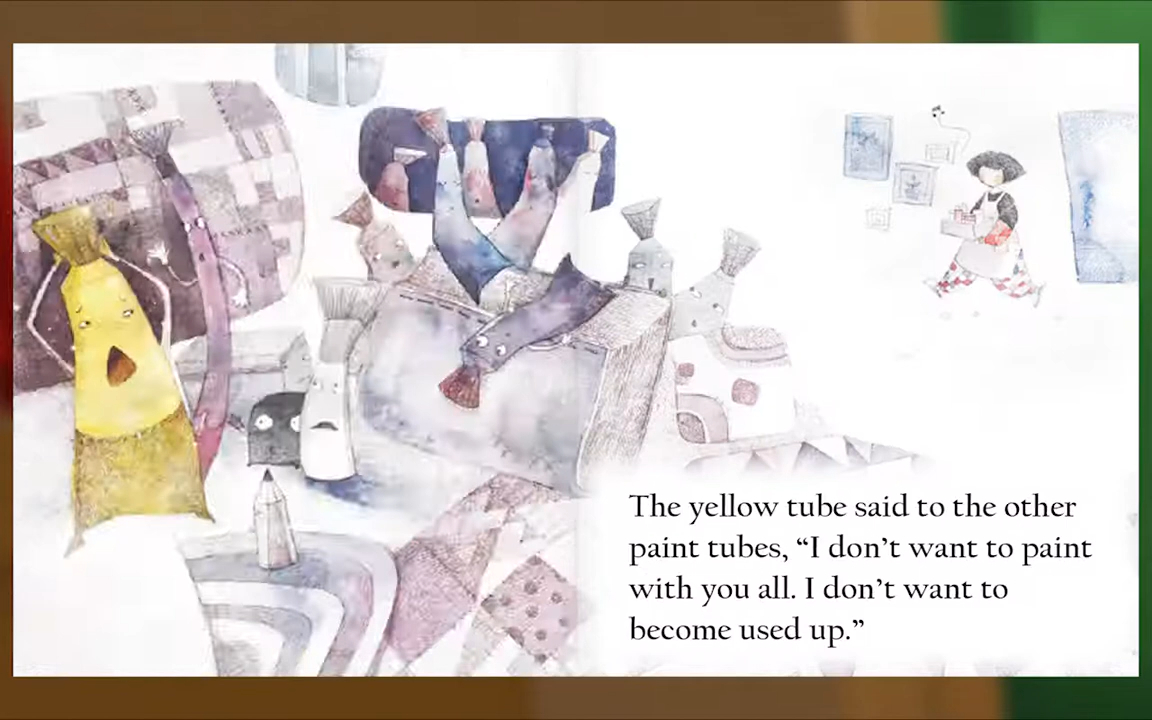 The yellow tube said to the other
paint tubes, “I don’t want to paint
with you all. I don’t want to
become used up.”